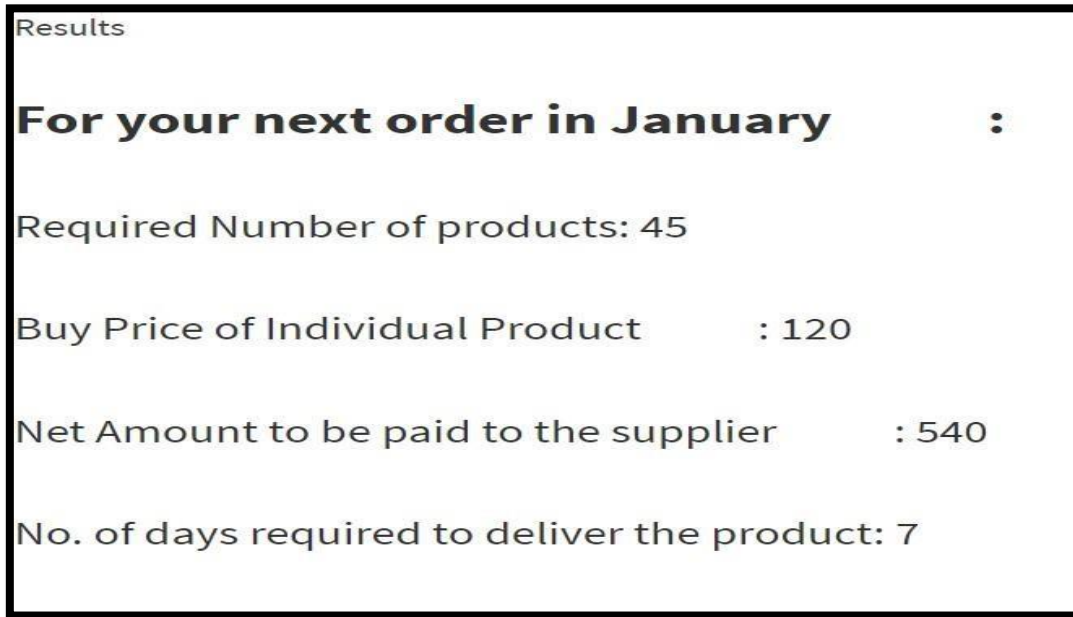 Results
For your next order in January :
Required Number of products: 45
Buy Price of Individual Product : 120
Net Amount to be paid to the supplier : 540
No. of days required to deliver the product: 7